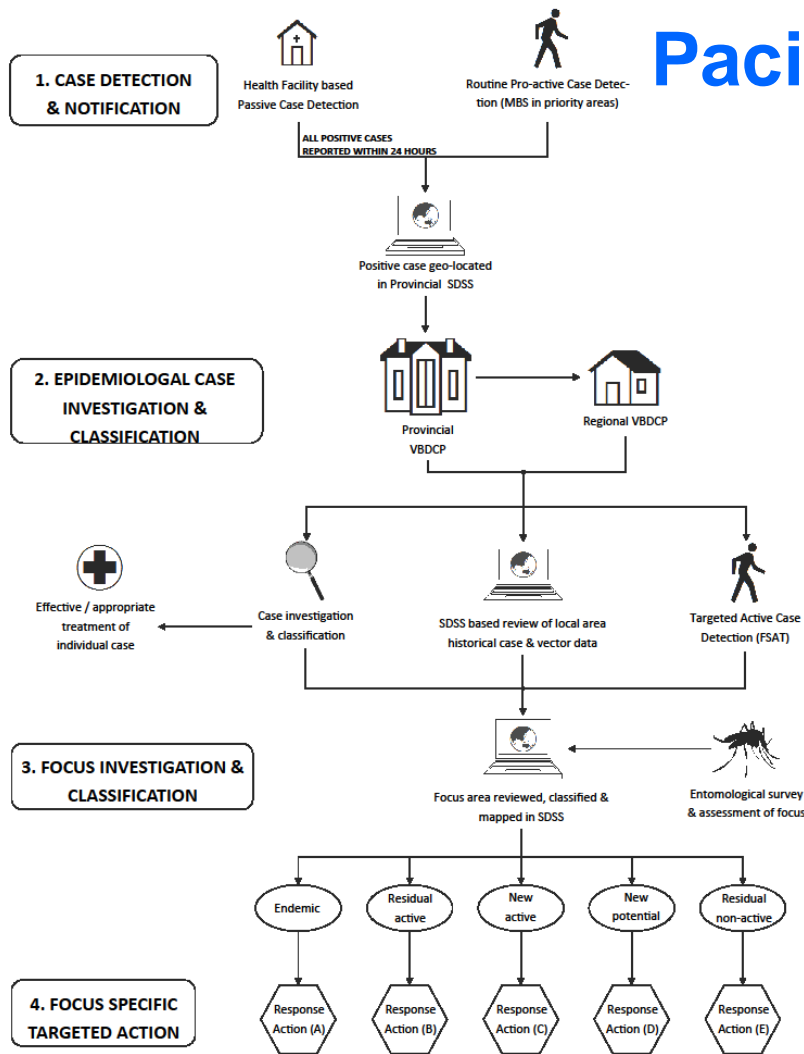 Paci
1. CASE DETECTION
& NOTIFICATION
Health Facility based
Passive Case Detection
Routine Pro-active Case Detec-
tion (MBS in priority areas)
ALL POSITIVE CASES
REPORTED WITHIN 24 HOURS
Positive case geo-located
in Provincial SDSS
2. EPIDEMIOLOGAL CASE
INVESTIGATION &
CLASSIFICATION
Provincial
VBDCP
Regional VBDCP
Effective / appropriate
treatment of
individual case
Case investigation
& classification
SDSS based review of local area
historical case & vector data
Targeted Active Case
Detection (FSAT)
3. FOCUS INVESTIGATION &
CLASSIFICATION
Focus area reviewed, classified &
mapped in SDSS
Entomological survey
& assessment of focus
Endemic
Residual
active
New
active
New
potential
Residual
non-active
4. FOCUS SPECIFIC
TARGETED ACTION
Response
Action (A)
Response
Action (B)
Response
Action (C)
Response
Action (D)
Response
Action (E)